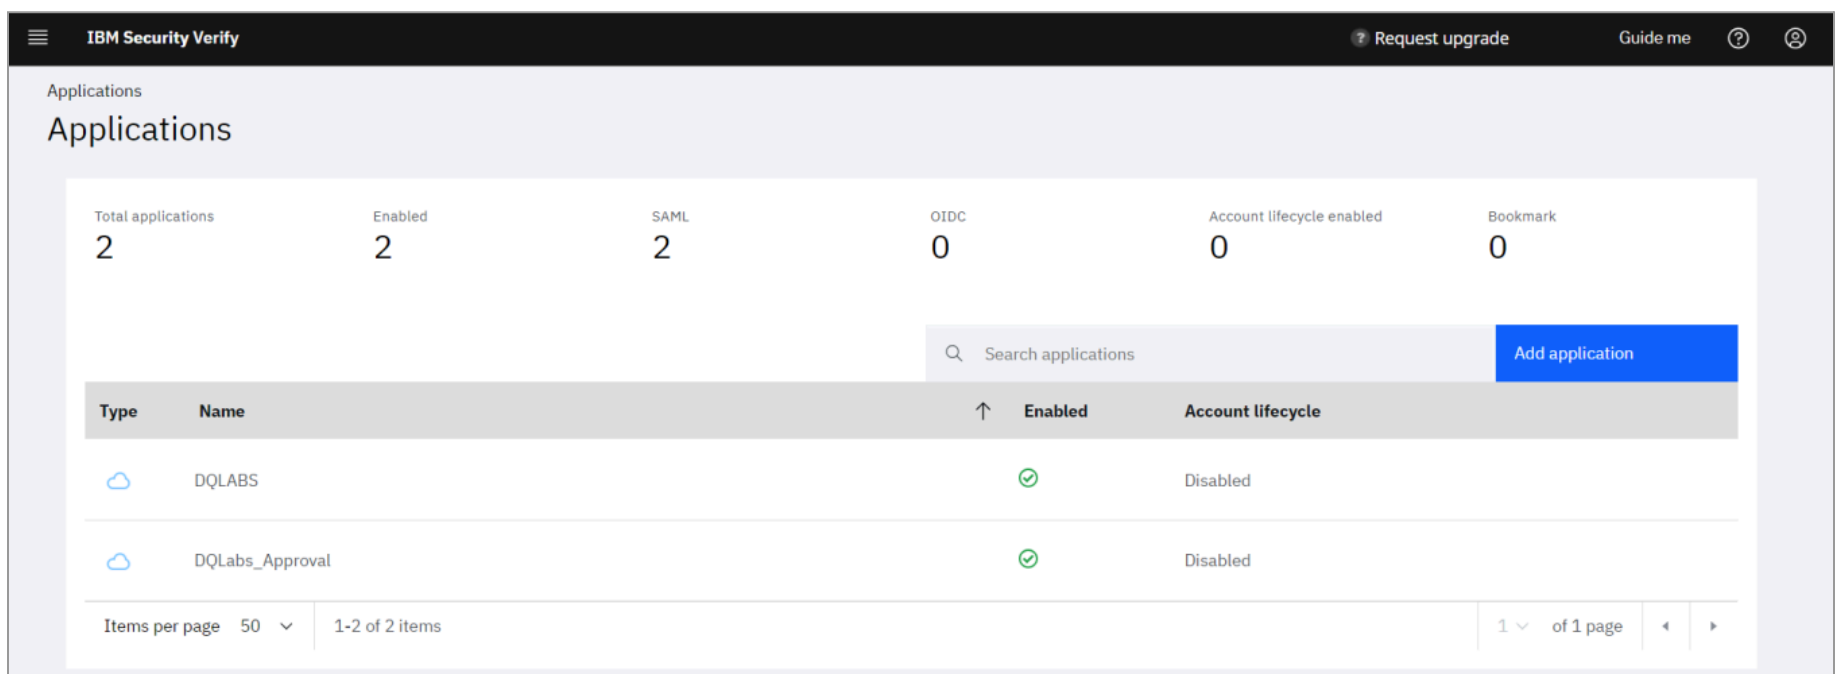 IBM Security Verify ? Request upgrade Guide me ?
Applications
Applications
Total applications Enabled SAML OIDC Account lifecycle enabled Bookmark
2 2 2 0 0 0
Search applications Add application
Type Name Enabled Account lifecycle
DQLABS Disabled
DQLabs_Approval Disabled
Items per page 50 1-2 of 2 items 1 of 1 page